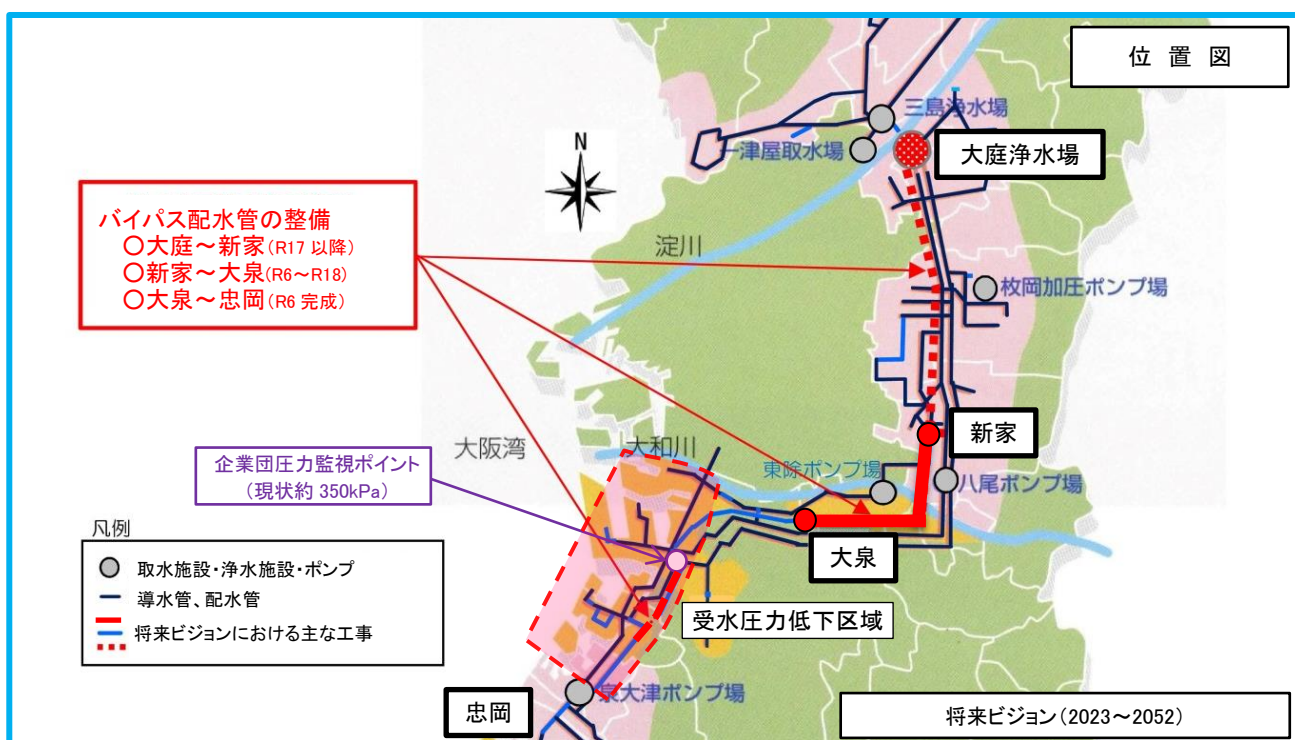 位 置 図
三島浄水場
一津屋取水場
大庭浄水場
N
バイパス配水管の整備
〇大庭～新家(R17 以降)
〇新家～大泉(R6～R18)
〇大泉～忠岡(R6 完成)
淀川
枚岡加圧ポンプ場
新家
大阪湾
大和川
企業団圧力監視ポイント
(現状約 350kPa)
東除ポンプ場
八尾ポンプ場
凡例
取水施設・浄水施設・ポンプ
導水管、配水管
将来ビジョンにおける主な工事
大泉
受水圧力低下区域
泉大津ポンプ場
忠岡
将来ビジョン(2023～2052)